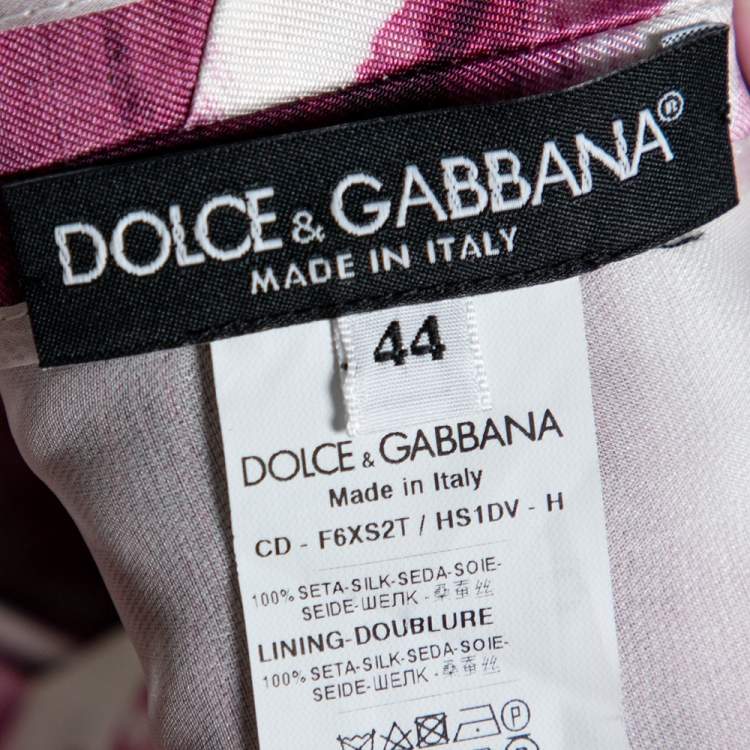 DOLCE & GABBANA®
MADE IN ITALY
44
DOLCE & GABBANA
Made in Italy
CD - F6XS2T / HS1DV - H
100% SETA-SILK-SEDA-SOIE-
SEIDE-ШЕЛК -桑蚕丝
LINING-DOUBLURE
100% SETA-SILK-SEDA-SOIE-
SEIDE-ШЕЛК -桑蚕丝
P